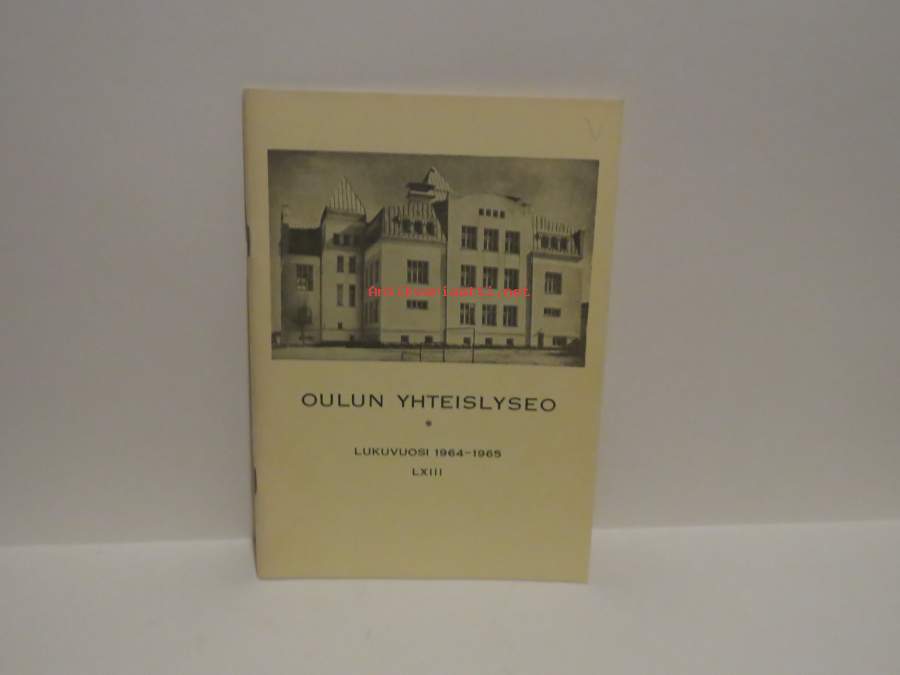 Antikvariaatti.net
OULUN YHTEISLYSEO
*
LUKUVUOSI 1964-1965
LXIII